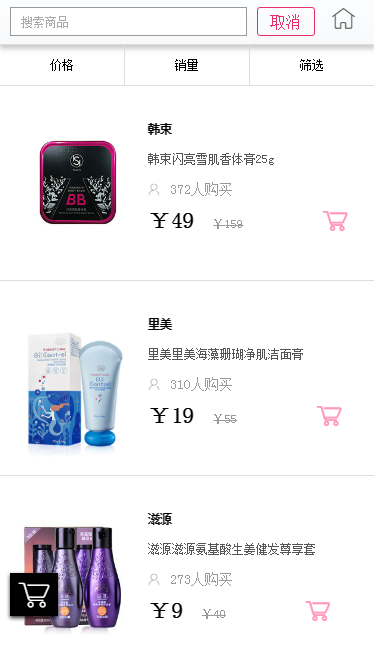 搜索商品
取消
价格 销量 筛选
韩束
韩束闪亮雪肌香体膏25g
372人购买
￥49 ￥159
BB
里美
里美里美海藻珊瑚净肌洁面膏
310人购买
￥19 ￥55
Oil Control
Oil Control
滋源
滋源滋源氨基酸生姜健发尊享套
273人购买
￥9 ￥40